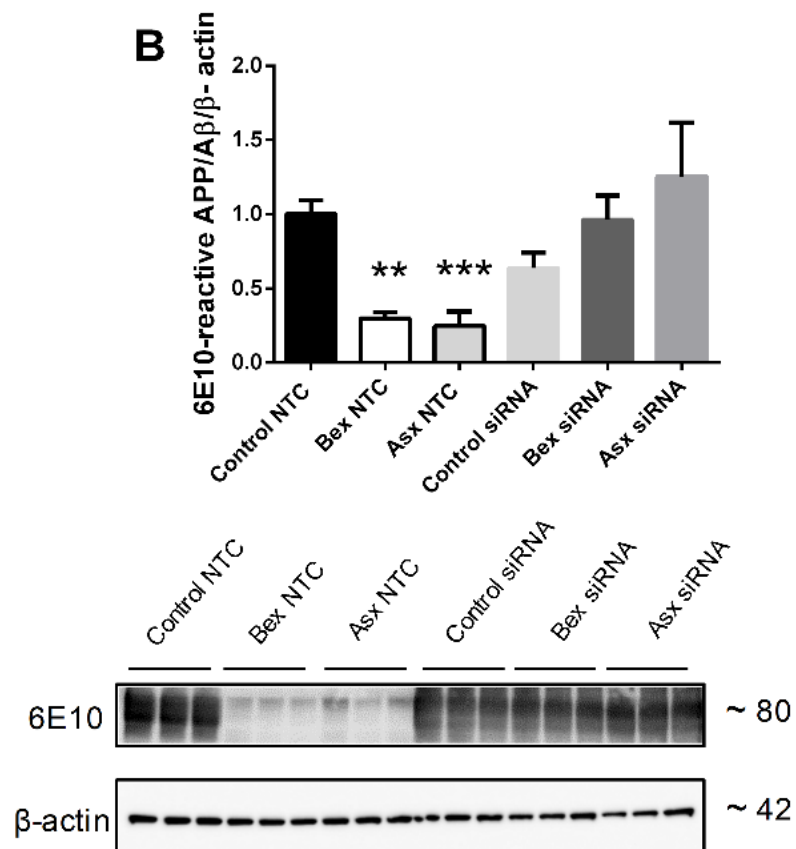 B
6E10-reactive APP/Aβ/β- actin
2.0
1.5
1.0
0.5
0.0
** ***
Control NTC
Bex NTC
Asx NTC
Control siRNA
Bex siRNA
Asx siRNA
Control NTC
Bex NTC
Asx NTC
Control siRNA
Bex siRNA
Asx siRNA
6E10 ~ 80
β-actin ~ 42